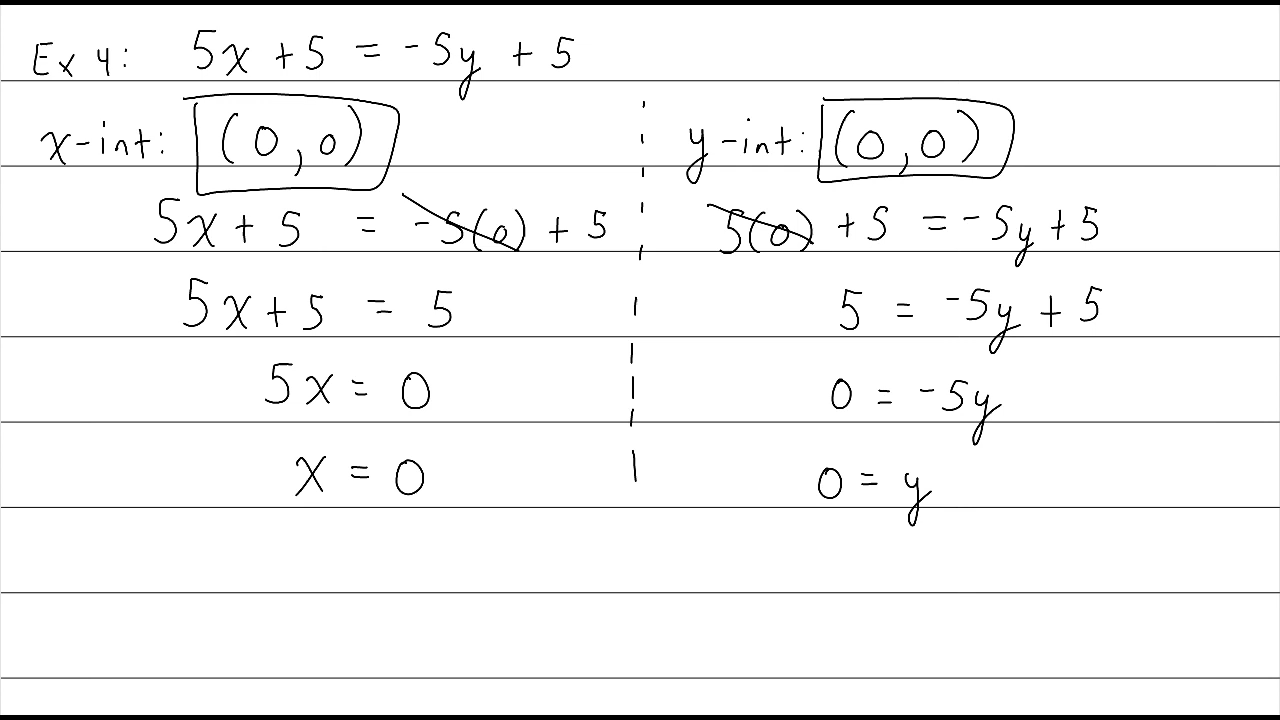 Ex 4: 5x + 5 = -5y + 5
x-int: (0,0)
5x + 5 = -5(0) + 5
5x + 5 = 5
5x = 0
x = 0
y-int: (0,0)
5(0) + 5 = -5y + 5
5 = -5y + 5
0 = -5y
0 = y